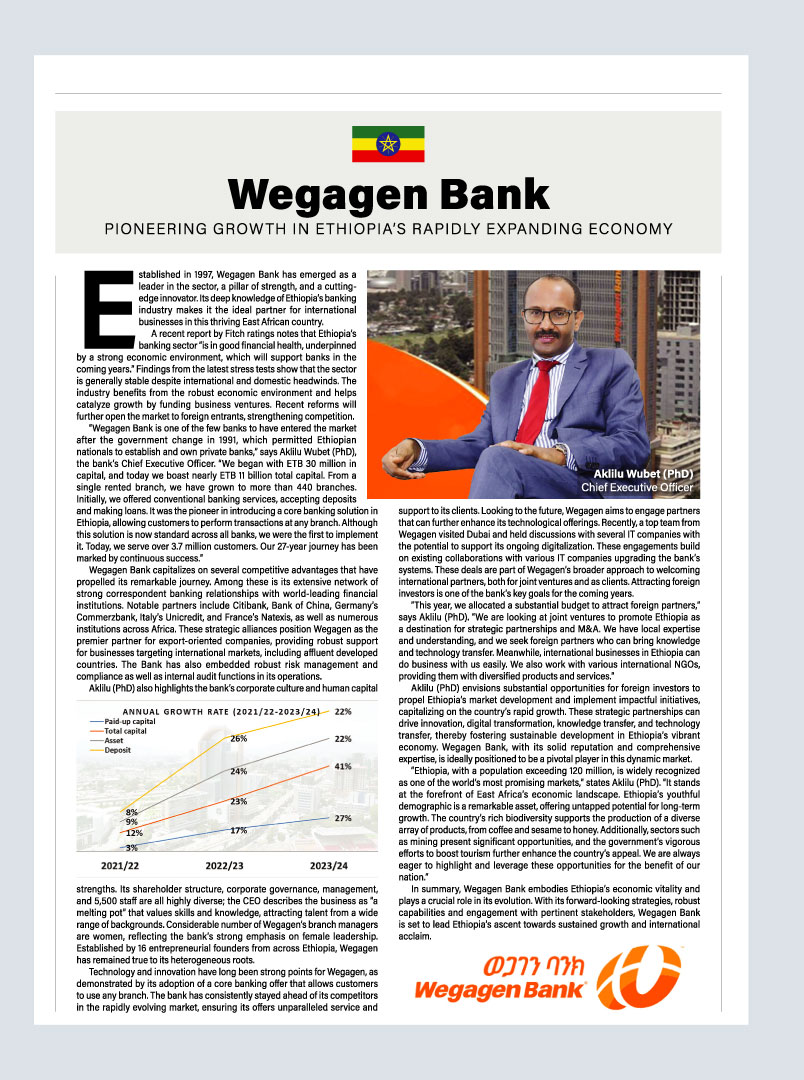 Wegagen Bank
PIONEERING GROWTH IN ETHIOPIA'S RAPIDLY EXPANDING ECONOMY
Established in 1997, Wegagen Bank has emerged as a
leader in the sector, a pillar of strength, and a cutting-
edge innovator. Its deep knowledge of Ethiopia's banking
industry makes it the ideal partner for international
businesses in this thriving East African country.
A recent report by Fitch ratings notes that Ethiopia's
banking sector "is in good financial health, underpinned
by a strong economic environment, which will support banks in the
coming years." Findings from the latest stress tests show that the sector
is generally stable despite international and domestic headwinds. The
industry benefits from the robust economic environment and helps
catalyze growth by funding business ventures. Recent reforms will
further open the market to foreign entrants, strengthening competition.
"Wegagen Bank is one of the few banks to have entered the market
after the government change in 1991, which permitted Ethiopian
nationals to establish and own private banks," says Aklilu Wubet (PhD),
the bank's Chief Executive Officer. "We began with ETB 30 million in
capital, and today we boast nearly ETB 11 billion total capital. From a
single rented branch, we have grown to more than 440 branches.
Initially, we offered conventional banking services, accepting deposits
and making loans. It was the pioneer in introducing a core banking solution in
Ethiopia, allowing customers to perform transactions at any branch. Although
this solution is now standard across all banks, we were the first to implement
it. Today, we serve over 3.7 million customers. Our 27-year journey has been
marked by continuous success."
Wegagen Bank capitalizes on several competitive advantages that have
propelled its remarkable journey. Among these is its extensive network of
strong correspondent banking relationships with world-leading financial
institutions. Notable partners include Citibank, Bank of China, Germany's
Commerzbank, Italy's Unicredit, and France's Natexis, as well as numerous
institutions across Africa. These strategic alliances position Wegagen as the
premier partner for export-oriented companies, providing robust support
for businesses targeting international markets, including affluent developed
countries. The Bank has also embedded robust risk management and
compliance as well as internal audit functions in its operations.
Aklilu (PhD) also highlights the bank's corporate culture and human capital
ANNUAL GROWTH RATE (2021/22-2023/24)
Paid-up capital
Total capital
Asset
Deposit
22%
26%
22%
24%
41%
8%
9%
23%
12%
27%
17%
3%
2021/22 2022/23 2023/24
strengths. Its shareholder structure, corporate governance, management,
and 5,500 staff are all highly diverse; the CEO describes the business as "a
melting pot" that values skills and knowledge, attracting talent from a wide
range of backgrounds. Considerable number of Wegagen's branch managers
are women, reflecting the bank's strong emphasis on female leadership.
Established by 16 entrepreneurial founders from across Ethiopia, Wegagen
has remained true to its heterogeneous roots.
Technology and innovation have long been strong points for Wegagen, as
demonstrated by its adoption of a core banking offer that allows customers
to use any branch. The bank has consistently stayed ahead of its competitors
in the rapidly evolving market, ensuring its offers unparalleled service and
Aklilu Wubet (PhD)
Chief Executive Officer
support to its clients. Looking to the future, Wegagen aims to engage partners
that can further enhance its technological offerings. Recently, a top team from
Wegagen visited Dubai and held discussions with several IT companies with
the potential to support its ongoing digitalization. These engagements build
on existing collaborations with various IT companies upgrading the bank's
systems. These deals are part of Wegagen's broader approach to welcoming
international partners, both for joint ventures and as clients. Attracting foreign
investors is one of the bank's key goals for the coming years.
"This year, we allocated a substantial budget to attract foreign partners,"
says Aklilu (PhD). "We are looking at joint ventures to promote Ethiopia as
a destination for strategic partnerships and M&A. We have local expertise
and understanding, and we seek foreign partners who can bring knowledge
and technology transfer. Meanwhile, international businesses in Ethiopia can
do business with us easily. We also work with various international NGOs,
providing them with diversified products and services."
Aklilu (PhD) envisions substantial opportunities for foreign investors to
propel Ethiopia's market development and implement impactful initiatives,
capitalizing on the country's rapid growth. These strategic partnerships can
drive innovation, digital transformation, knowledge transfer, and technology
transfer, thereby fostering sustainable development in Ethiopia's vibrant
economy. Wegagen Bank, with its solid reputation and comprehensive
expertise, is ideally positioned to be a pivotal player in this dynamic market.
"Ethiopia, with a population exceeding 120 million, is widely recognized
as one of the world's most promising markets," states Aklilu (PhD). "It stands
at the forefront of East Africa's economic landscape. Ethiopia's youthful
demographic is a remarkable asset, offering untapped potential for long-term
growth. The country's rich biodiversity supports the production of a diverse
array of products, from coffee and sesame to honey. Additionally, sectors such
as mining present significant opportunities, and the government's vigorous
efforts to boost tourism further enhance the country's appeal. We are always
eager to highlight and leverage these opportunities for the benefit of our
nation."
In summary, Wegagen Bank embodies Ethiopia's economic vitality and
plays a crucial role in its evolution. With its forward-looking strategies, robust
capabilities and engagement with pertinent stakeholders, Wegagen Bank
is set to lead Ethiopia's ascent towards sustained growth and international
acclaim.
ወጋገን ባንክ
Wegagen Bank